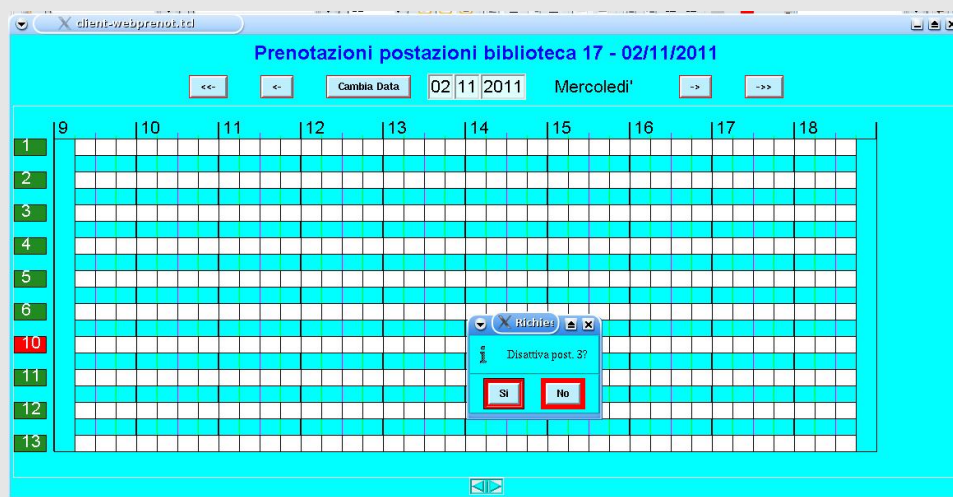 client-webprenot.tcl
Prenotazioni postazioni biblioteca 17 - 02/11/2011
<<- <- Cambia Data 02 11 2011 Mercoledi' -> ->>
9 10 11 12 13 14 15 16 17 18
1
2
3
4
5
6
10
11
12
13
Richies
Disattiva post. 3?
Si No